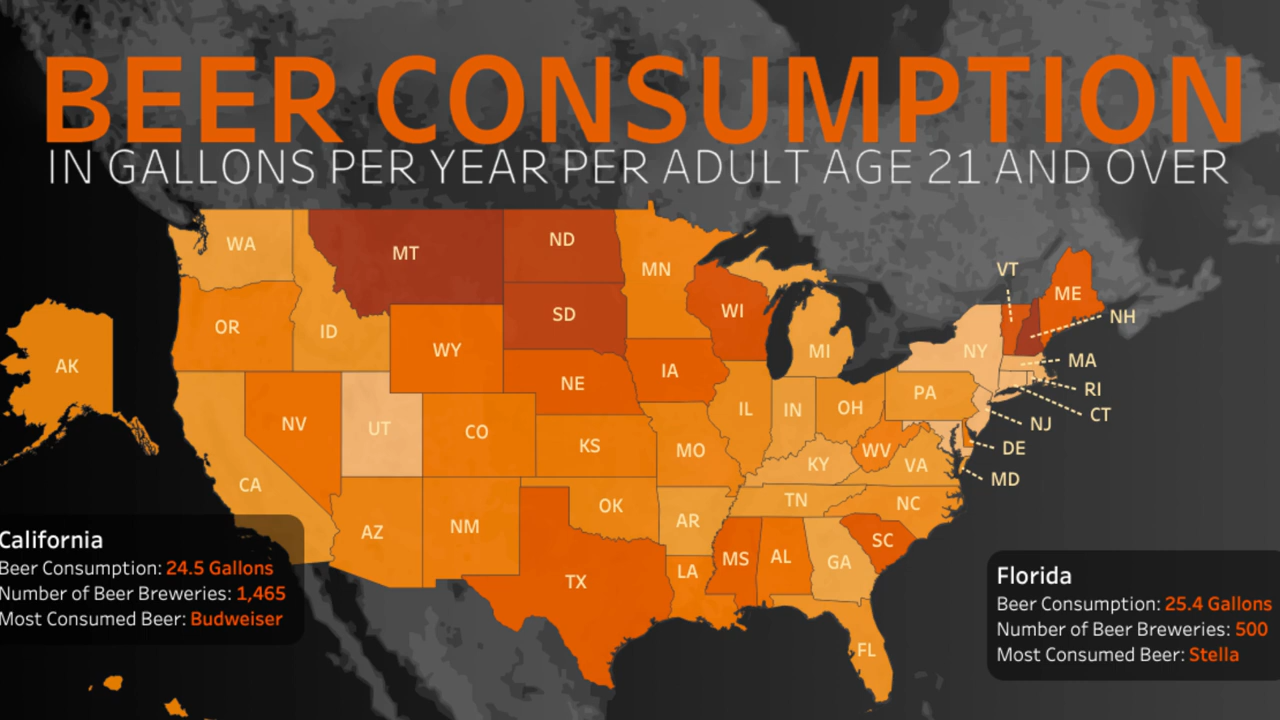 BEER CONSUMPTION
IN GALLONS PER YEAR PER ADULT AGE 21 AND OVER
WA
MT
ND
MN
VT
ME
NH
OR
ID
SD
WI
WY
MI
NY
MA
AK
NE
IA
RI
PA
CT
NV
UT
CO
IL
IN
OH
NJ
KS
MO
WV
DE
KY
VA
MD
CA
AZ
NM
OK
AR
TN
NC
SC
TX
LA
MS
AL
GA
FL
California
Beer Consumption: 24.5 Gallons
Number of Beer Breweries: 1,465
Most Consumed Beer: Budweiser
Florida
Beer Consumption: 25.4 Gallons
Number of Beer Breweries: 500
Most Consumed Beer: Stella